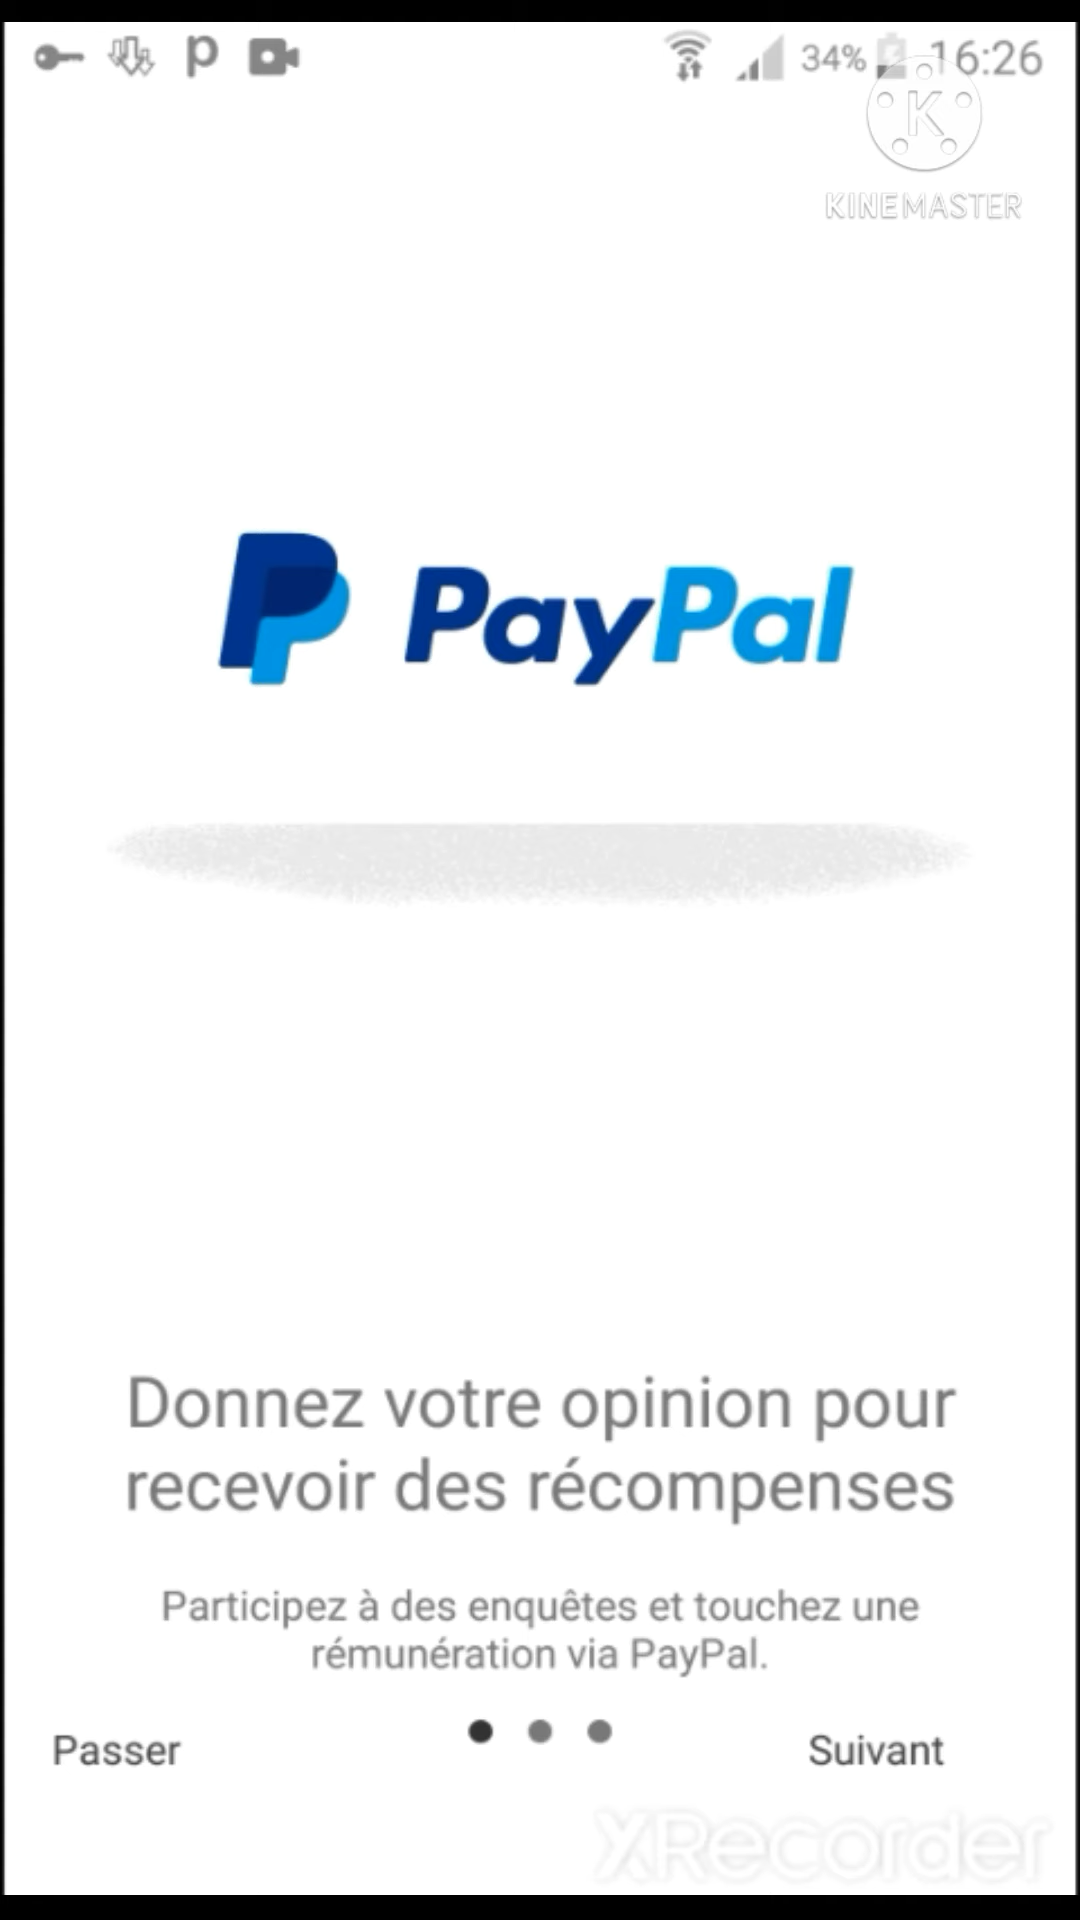 34% 16:26
K
KINEMASTER
PayPal
Donnez votre opinion pour
recevoir des récompenses
Participez à des enquêtes et touchez une
rémunération via PayPal.
Passer
Suivant
XRecorder